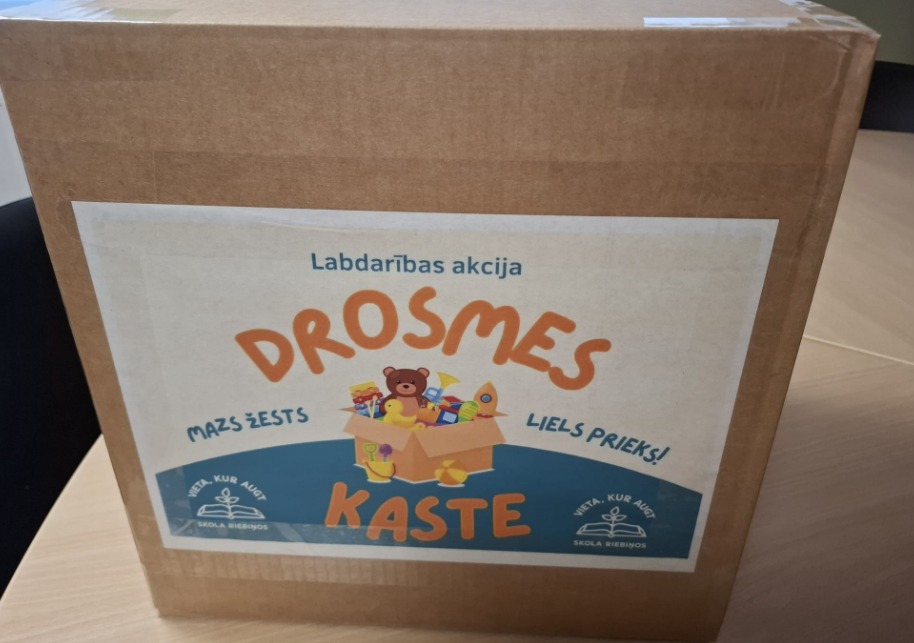 Labdarības akcija
DROSMES
MAZS ŽESTS
LIELS PRIEKS!
KASTE
VIETA, KUR AUGT
SKOLA RIEBIŅOS
VIETA, KUR AUGT
SKOLA RIEBIŅOS